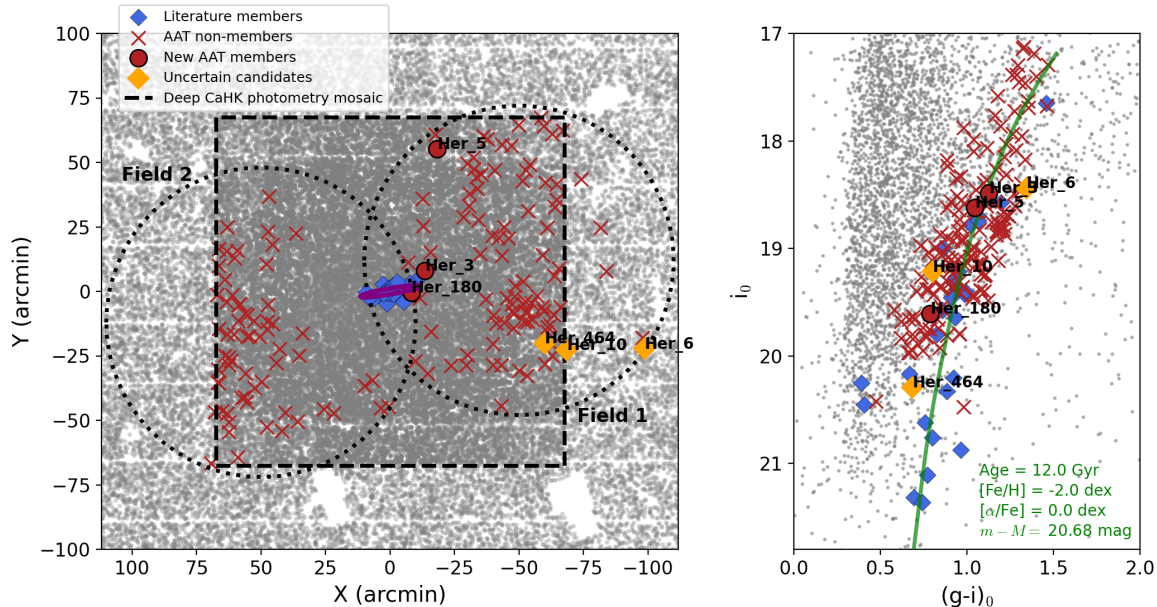 Literature members
AAT non-members
New AAT members
Uncertain candidates
Deep CaHK photometry mosaic
100
75
50
25
0
−25
−50
−75
−100
Y (arcmin)
100
75
50
25
0
−25
−50
−75
−100
X (arcmin)
Field 2
Field 1
Her_5
Her_3
Her_180
Her_464
Her_10
Her_6
17
18
19
20
21
i₀
0.0
0.5
1.0
1.5
2.0
(g-i)₀
Her_6
Her_3
Her_5
Her_10
Her_180
Her_464
Age = 12.0 Gyr
[Fe/H] = -2.0 dex
[α/Fe] = 0.0 dex
m − M = 20.68 mag